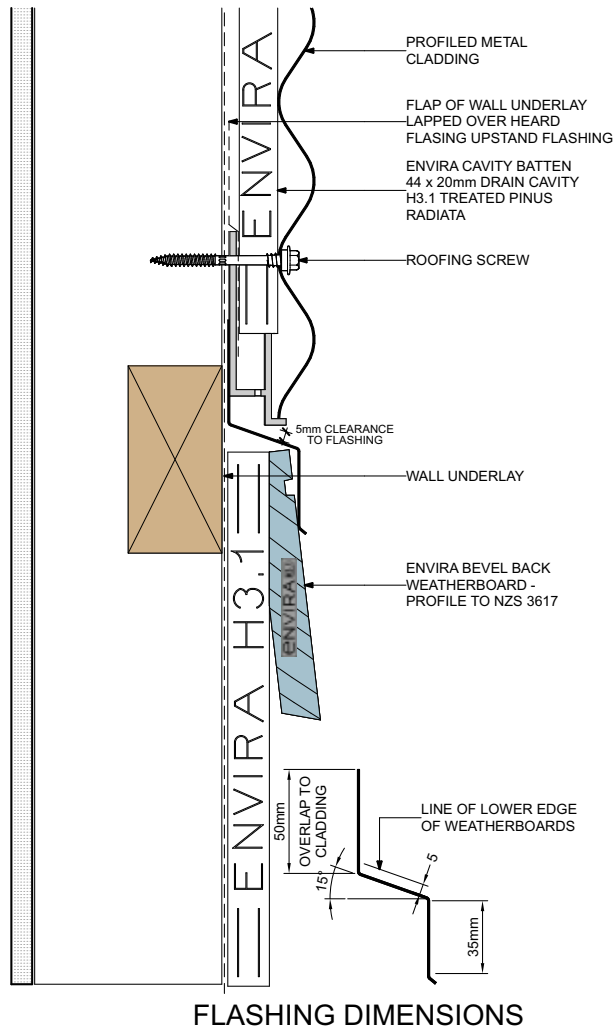 ENVIRA
PROFILED METAL
CLADDING
FLAP OF WALL UNDERLAY
LAPPED OVER HEARD
FLASING UPSTAND FLASHING
ENVIRA CAVITY BATTEN
44 x 20mm DRAIN CAVITY
H3.1 TREATED PINUS
RADIATA
ROOFING SCREW
5mm CLEARANCE
TO FLASHING
WALL UNDERLAY
ENVIRA H3.1
ENVIRA
ENVIRA BEVEL BACK
WEATHERBOARD -
PROFILE TO NZS 3617
50mm
OVERLAP TO
CLADDING
LINE OF LOWER EDGE
OF WEATHERBOARDS
15°
5
35mm
FLASHING DIMENSIONS